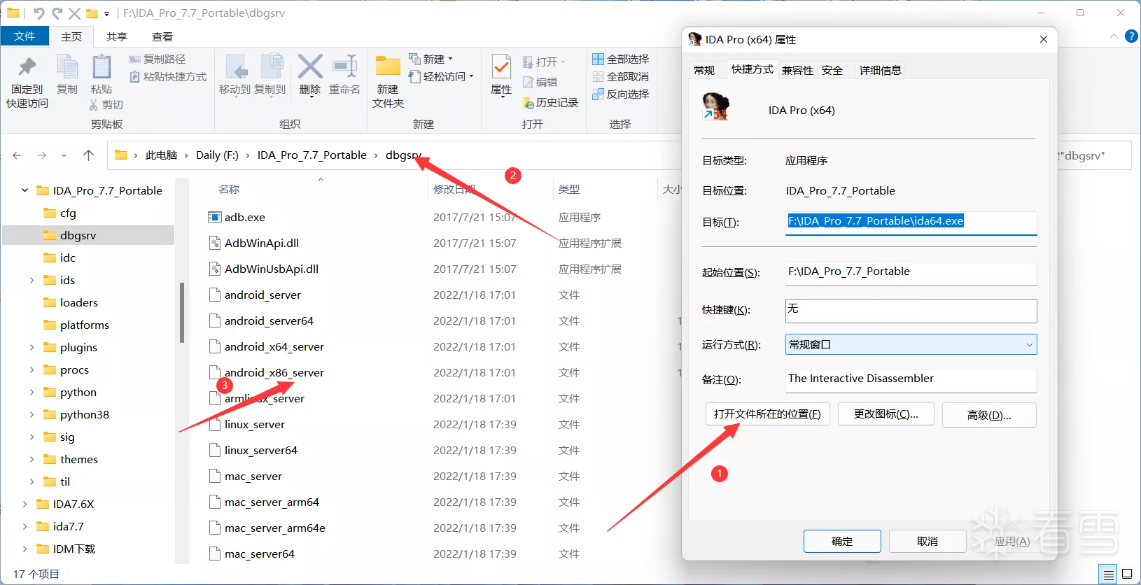 F:\IDA_Pro_7.7_Portable\dbgsrv
文件 主页 共享 查看
固定到快速访问
复制
粘贴
复制路径
粘贴快捷方式
剪切
移动到
复制到
删除
重命名
新建文件夹
新建
轻松访问
属性
打开
编辑
历史记录
全部选择
全部取消
反向选择
剪贴板 组织 新建 打开 选择
此电脑 › Daily (F:) › IDA_Pro_7.7_Portable › dbgsrv
"dbgsrv"
2
IDA_Pro_7.7_Portable
cfg
dbgsrv
idc
ids
loaders
platforms
plugins
procs
python
python38
sig
themes
til
IDA7.6X
ida7.7
IDM下载
名称 修改日期 类型 大小
adb.exe 2017/7/21 15:07 应用程序
AdbWinApi.dll 2017/7/21 15:07 应用程序扩展
AdbWinUsbApi.dll 2017/7/21 15:07 应用程序扩展
android_server 2022/1/18 17:01 文件
android_server64 2022/1/18 17:01 文件 1
android_x64_server 2022/1/18 17:01 文件 1
android_x86_server 2022/1/18 17:01 文件
3
armlinux_server 2022/1/18 17:01 文件
linux_server 2022/1/18 17:39 文件
linux_server64 2022/1/18 17:39 文件
mac_server 2022/1/18 17:39 文件
mac_server_arm64 2022/1/18 17:39 文件
mac_server_arm64e 2022/1/18 17:39 文件
mac_server64 2022/1/18 17:39 文件
17 个项目
IDA Pro (x64) 属性
常规 快捷方式 兼容性 安全 详细信息
IDA Pro (x64)
目标类型: 应用程序
目标位置: IDA_Pro_7.7_Portable
目标(T): F:\IDA_Pro_7.7_Portable\ida64.exe
起始位置(S): F:\IDA_Pro_7.7_Portable
快捷键(K): 无
运行方式(R): 常规窗口
备注(O): The Interactive Disassembler
打开文件所在的位置(F) 更改图标(C)... 高级(D)...
1
确定 取消 应用(A)
看雪